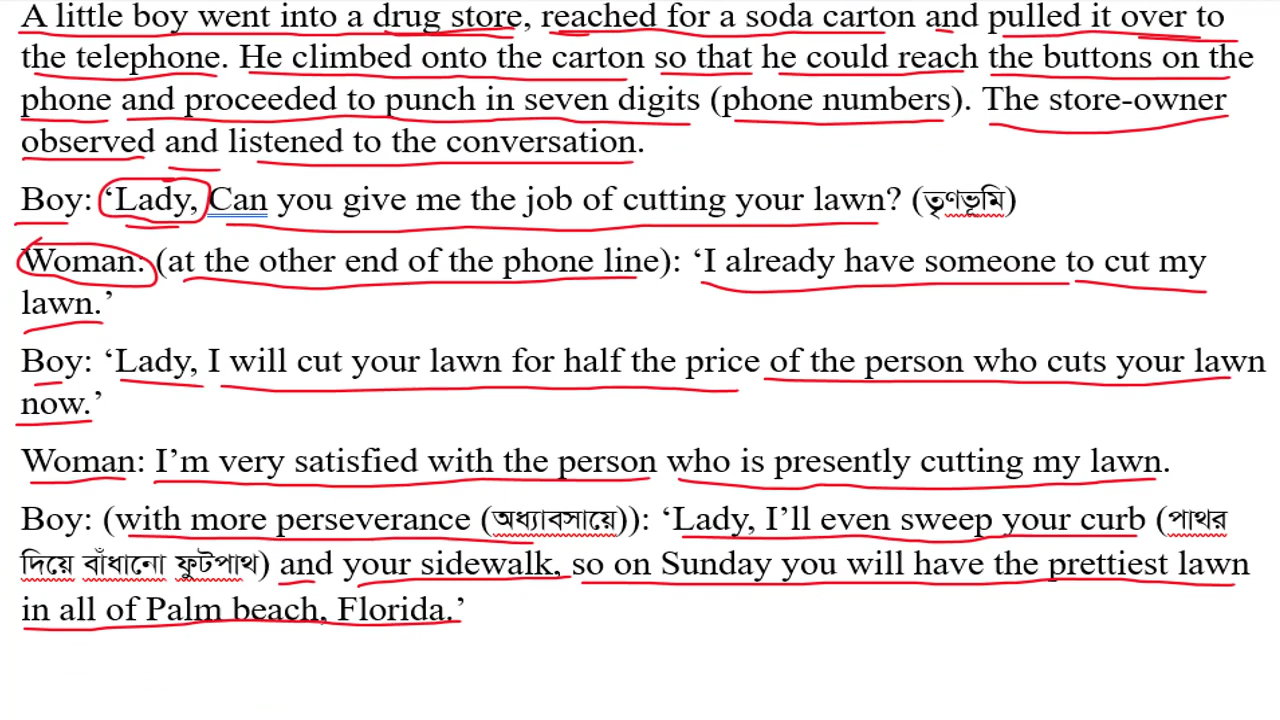 A little boy went into a drug store, reached for a soda carton and pulled it over to
the telephone. He climbed onto the carton so that he could reach the buttons on the
phone and proceeded to punch in seven digits (phone numbers). The store-owner
observed and listened to the conversation.
Boy: ‘Lady, Can you give me the job of cutting your lawn? (তৃণভূমি)
Woman: (at the other end of the phone line): ‘I already have someone to cut my
lawn.’
Boy: ‘Lady, I will cut your lawn for half the price of the person who cuts your lawn
now.’
Woman: I’m very satisfied with the person who is presently cutting my lawn.
Boy: (with more perseverance (অধ্যাবসায়ে)): ‘Lady, I’ll even sweep your curb (পাথর
দিয়ে বাঁধানো ফুটপাথ) and your sidewalk, so on Sunday you will have the prettiest lawn
in all of Palm beach, Florida.’